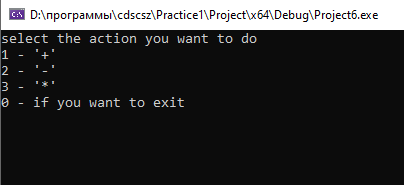 D:\программы\cdscsz\Practice1\Project\x64\Debug\Project6.exe
select the action you want to do
1 - '+'
2 - '-'
3 - '*'
0 - if you want to exit